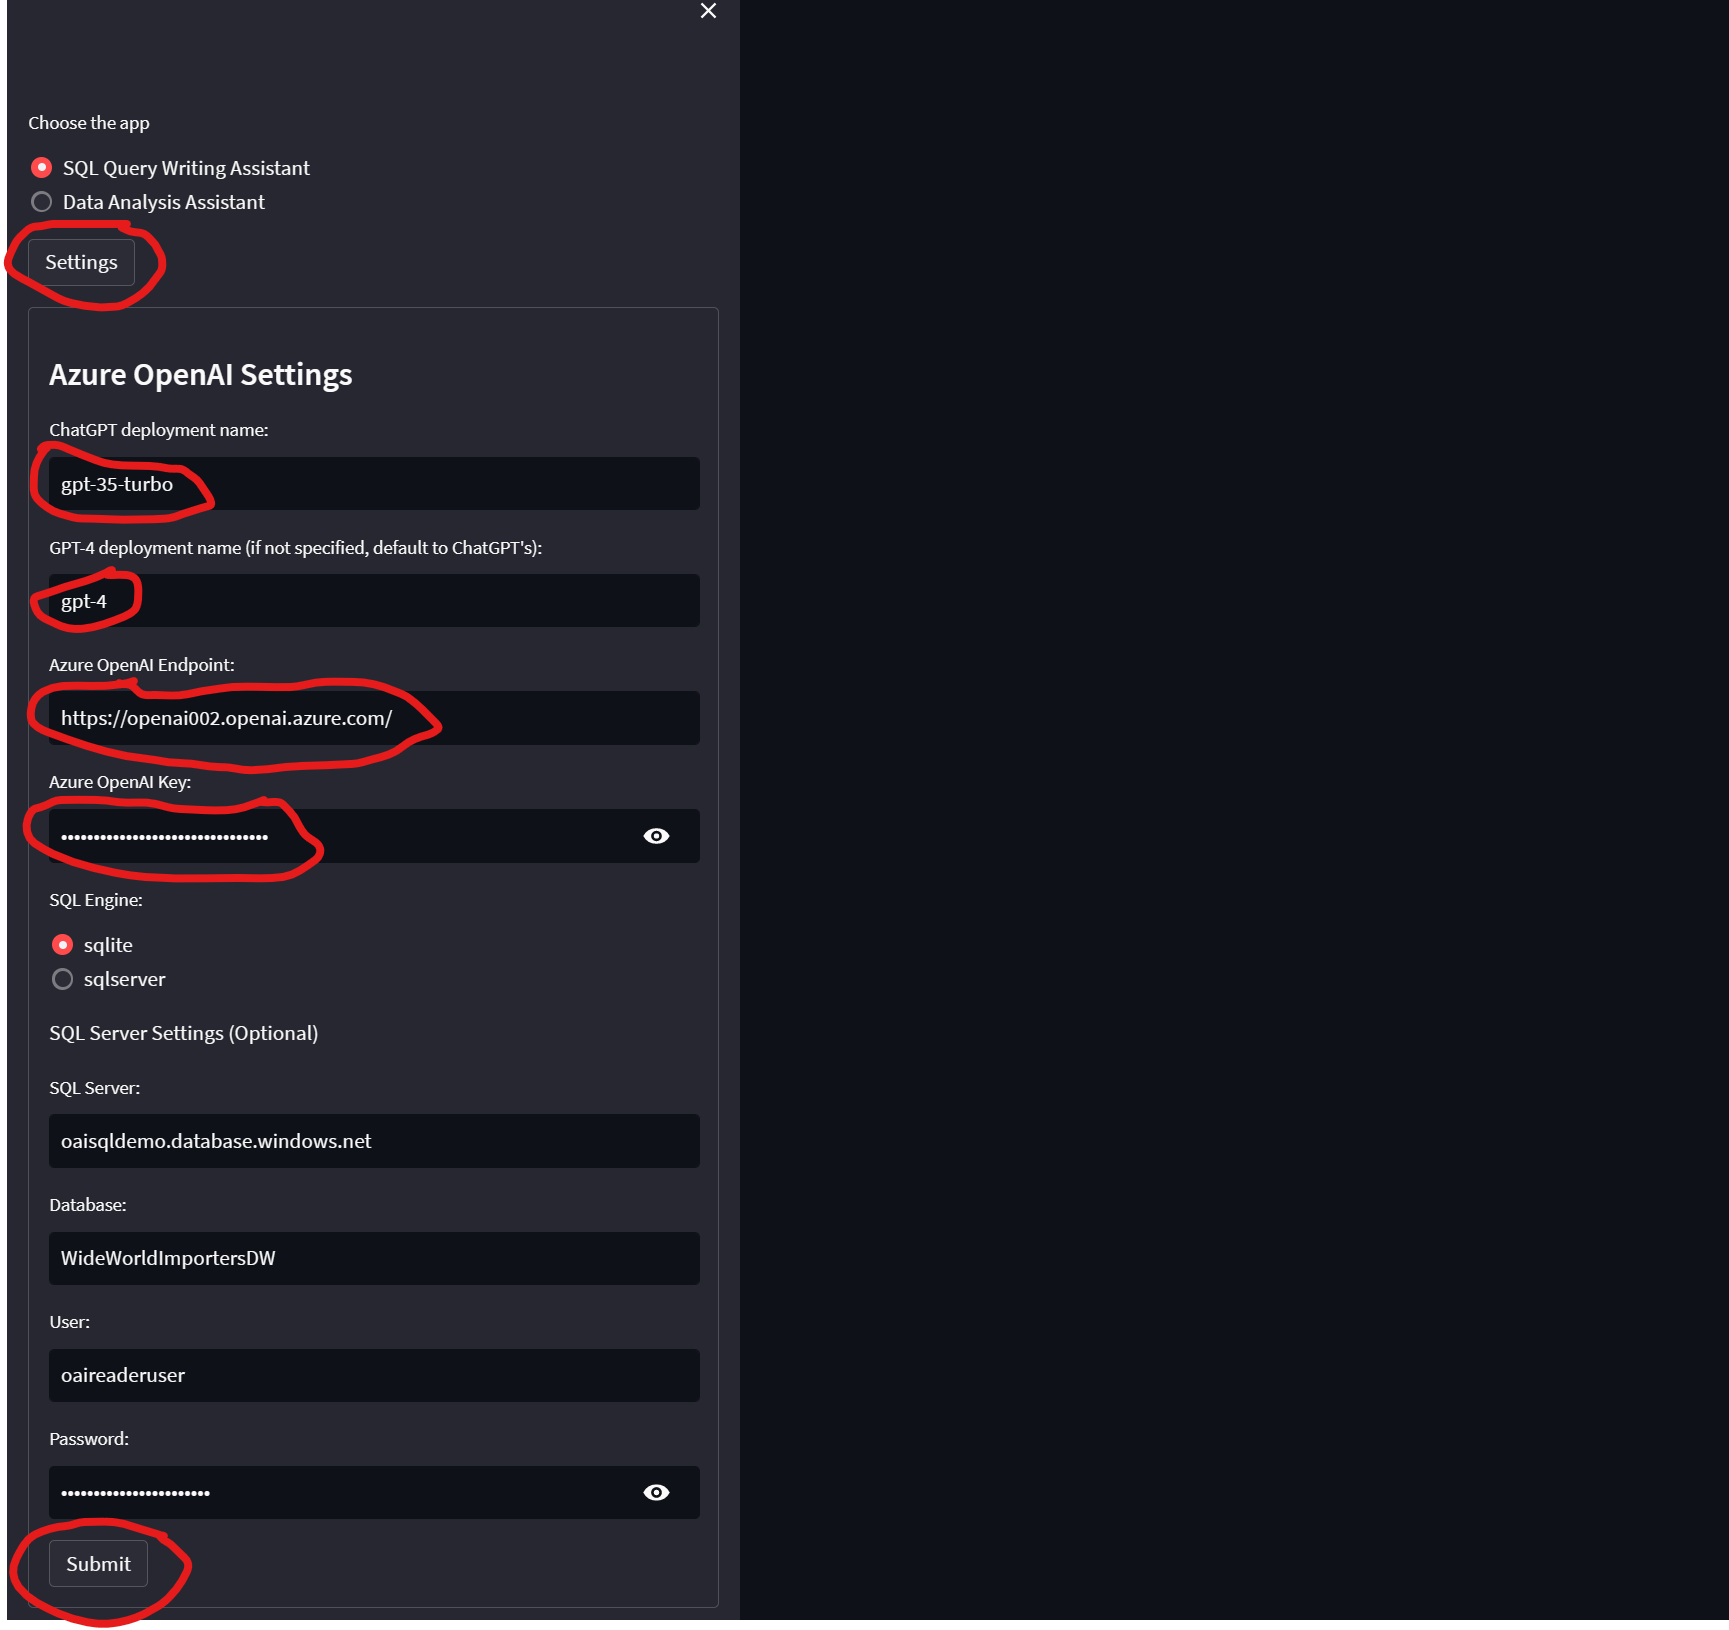 Choose the app
SQL Query Writing Assistant
Data Analysis Assistant
Settings
Azure OpenAI Settings
ChatGPT deployment name:
gpt-35-turbo
GPT-4 deployment name (if not specified, default to ChatGPT's):
gpt-4
Azure OpenAI Endpoint:
https://openai002.openai.azure.com/
Azure OpenAI Key:
••••••••••••••••••••••••••••••••
SQL Engine:
sqlite
sqlserver
SQL Server Settings (Optional)
SQL Server:
oaisqldemo.database.windows.net
Database:
WideWorldImportersDW
User:
oaireaderuser
Password:
•••••••••••••••••••••••
Submit